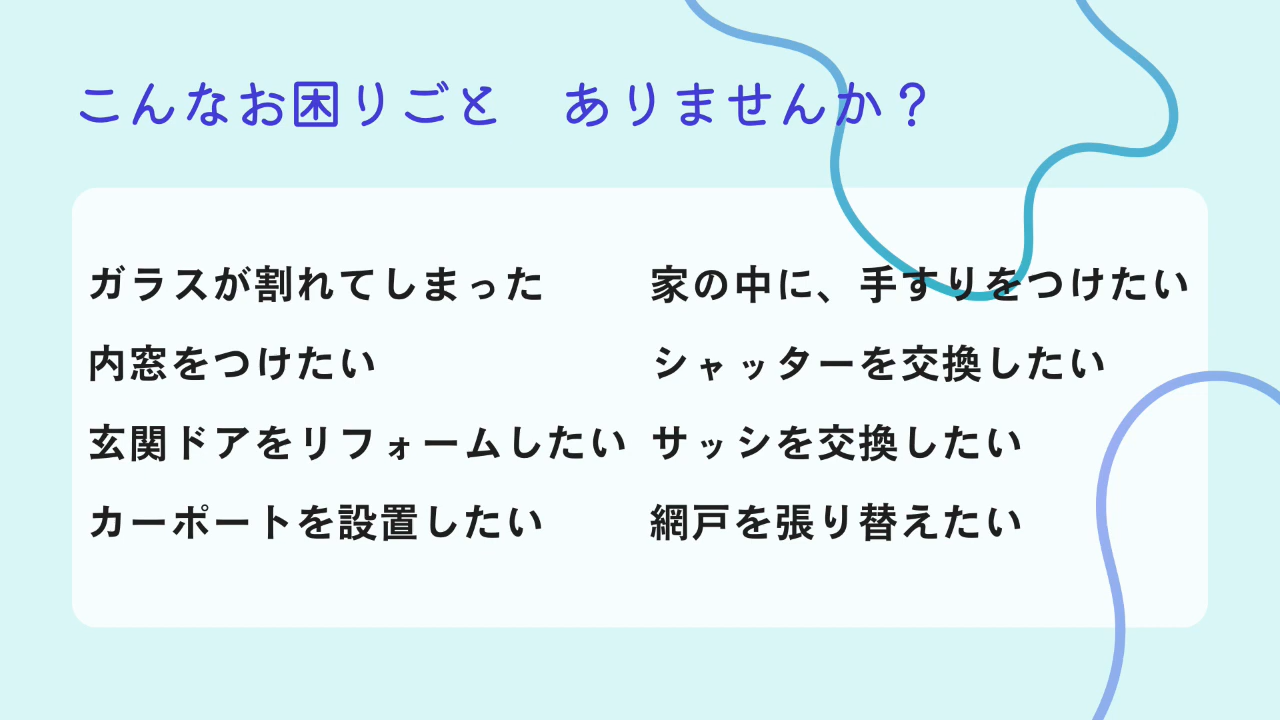 こんなお困りごと　ありませんか？
ガラスが割れてしまった
内窓をつけたい
玄関ドアをリフォームしたい
カーポートを設置したい
家の中に、手すりをつけたい
シャッターを交換したい
サッシを交換したい
網戸を張り替えたい